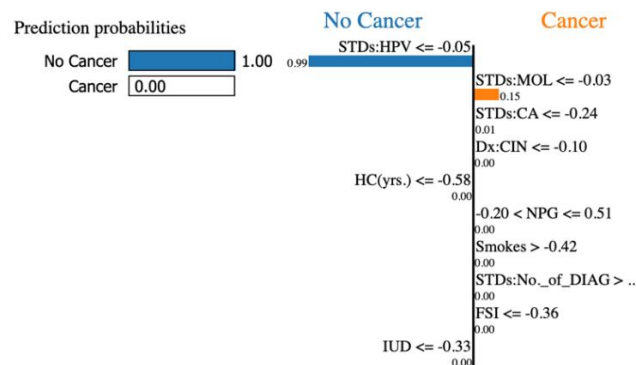 Prediction probabilities
No Cancer 1.00
Cancer 0.00
No Cancer Cancer
STDs:HPV <= -0.05
0.99
STDs:MOL <= -0.03
0.15
STDs:CA <= -0.24
0.01
Dx:CIN <= -0.10
0.00
HC(yrs.) <= -0.58
0.00
-0.20 < NPG <= 0.51
0.00
Smokes > -0.42
0.00
STDs:No._of_DIAG > ..
0.00
FSI <= -0.36
0.00
IUD <= -0.33
0.00